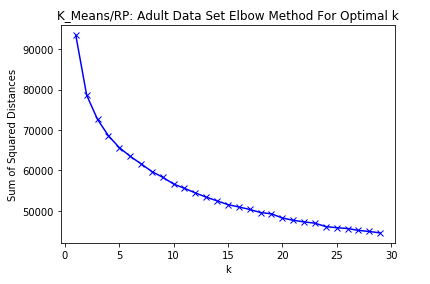 K_Means/RP: Adult Data Set Elbow Method For Optimal k
90000
80000
70000
60000
50000
Sum of Squared Distances
0 5 10 15 20 25 30
k